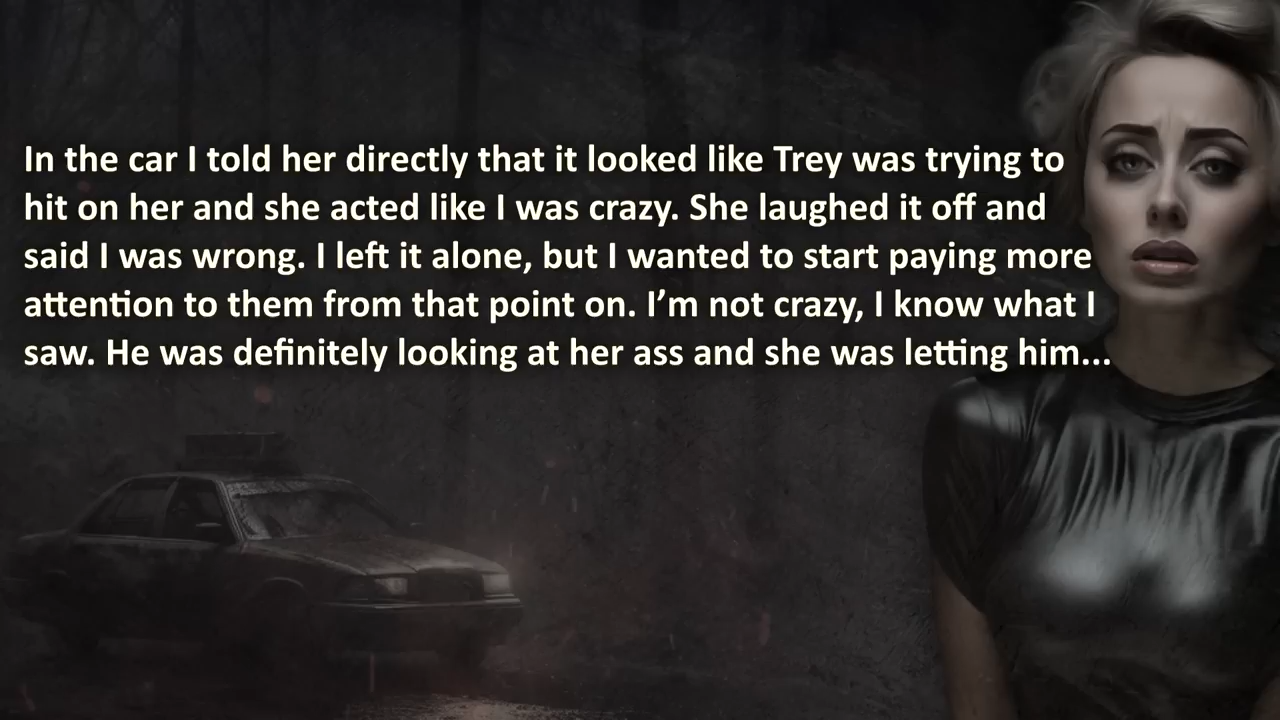 In the car I told her directly that it looked like Trey was trying to
hit on her and she acted like I was crazy. She laughed it off and
said I was wrong. I left it alone, but I wanted to start paying more
attention to them from that point on. I’m not crazy, I know what I
saw. He was definitely looking at her ass and she was letting him...